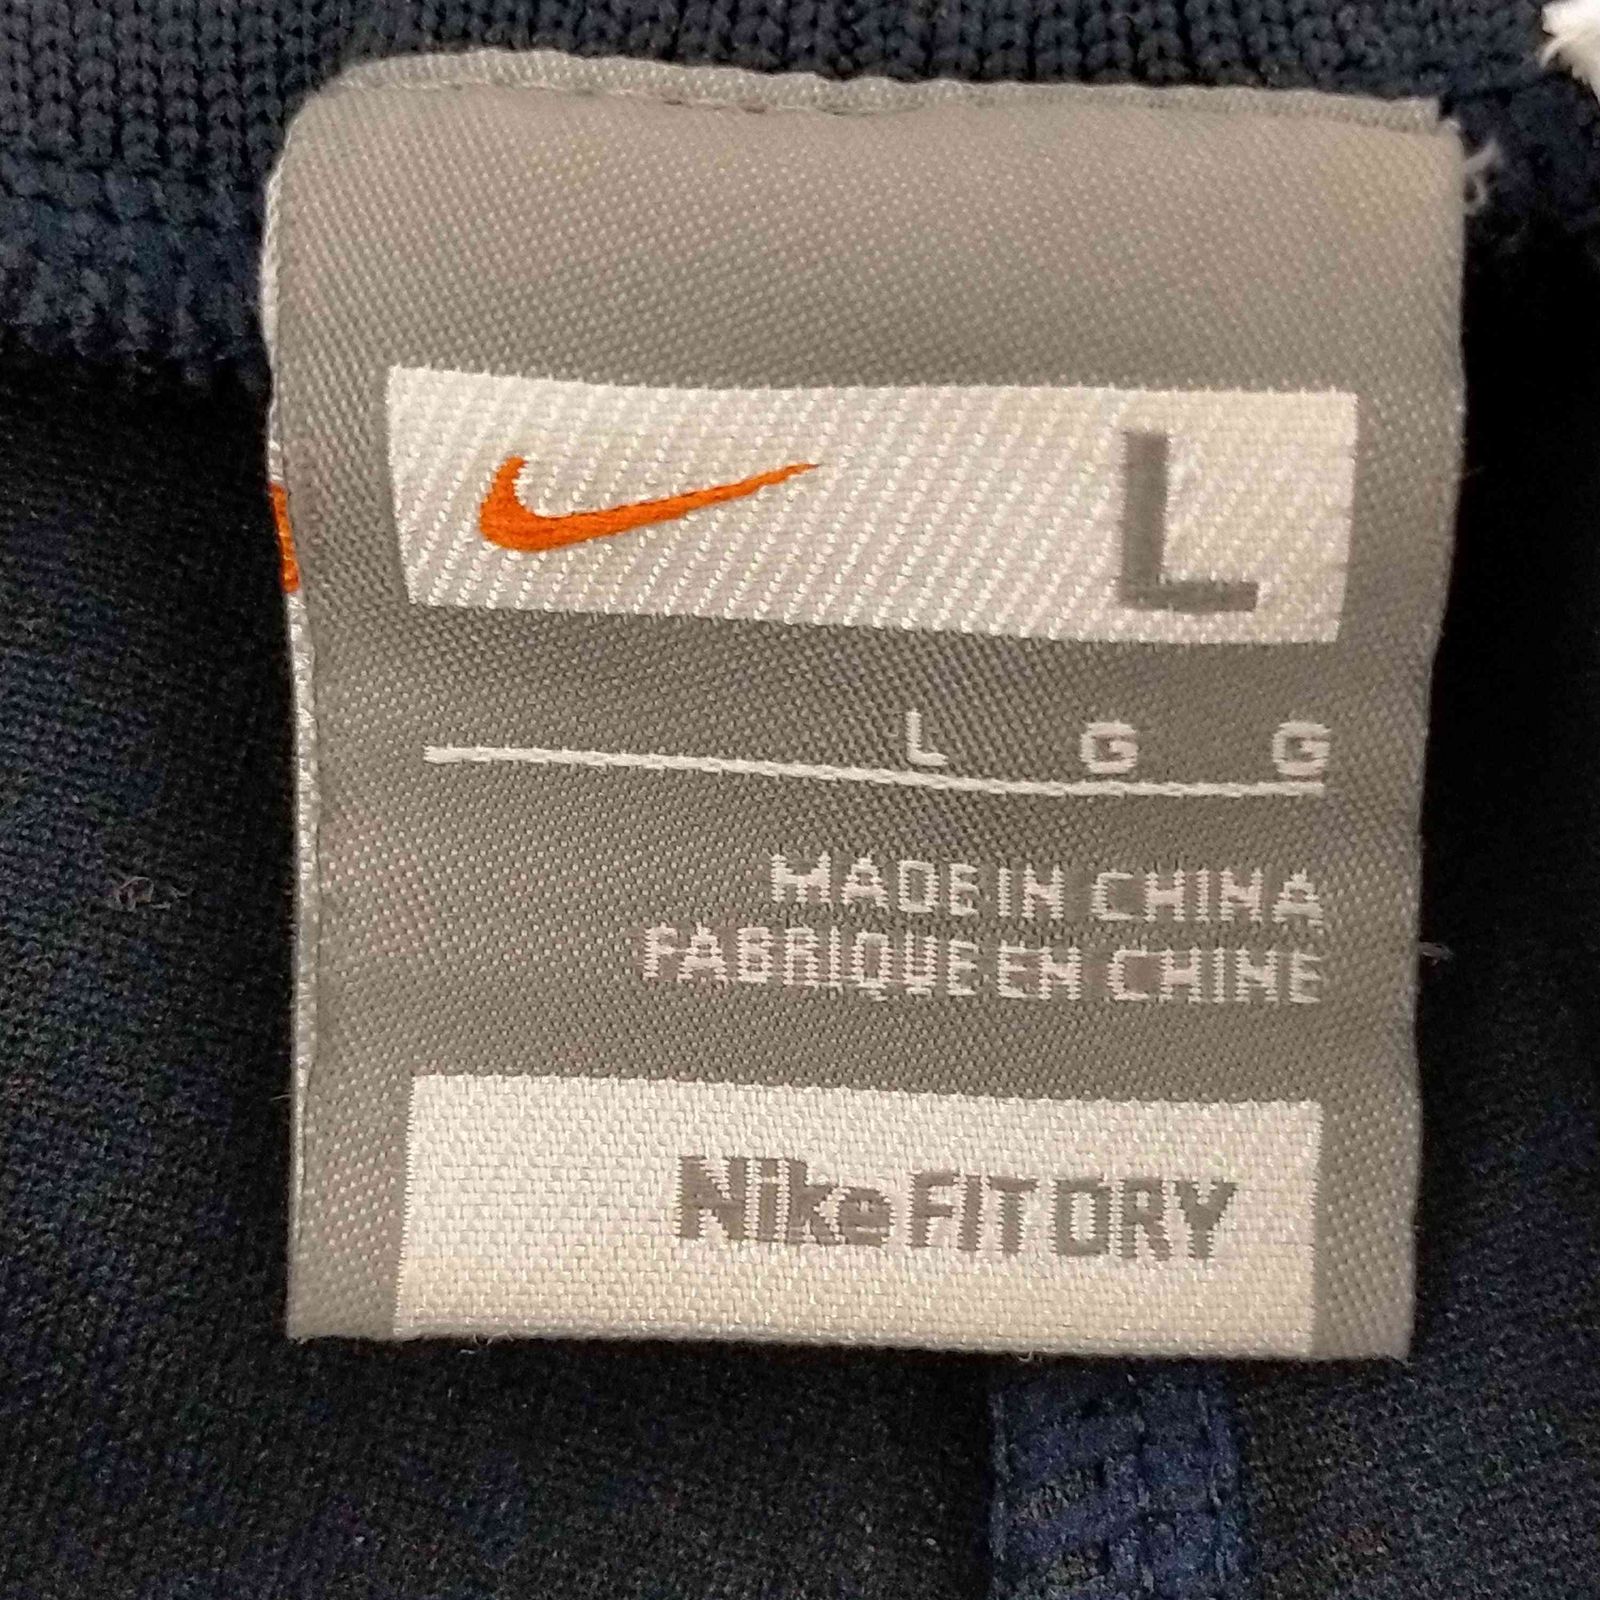 L
L G G
MADE IN CHINA
FABRIQUE EN CHINE
Nike FIT DRY